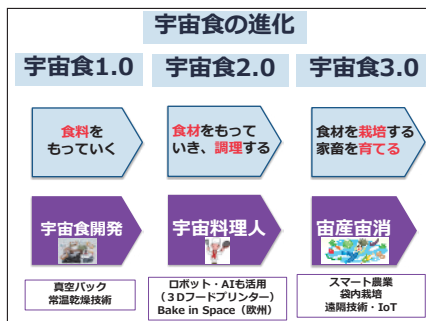 宇宙食の進化
宇宙食1.0
宇宙食2.0
宇宙食3.0
食料を
もっていく
食材をもって
いき、調理する
食材を栽培する
家畜を育てる
宇宙食開発
宇宙料理人
宙産宙消
真空パック
常温乾燥技術
ロボット・AIも活用
（３Dフードプリンター）
Bake in Space（欧州）
スマート農業
袋内栽培
遠隔技術・IoT